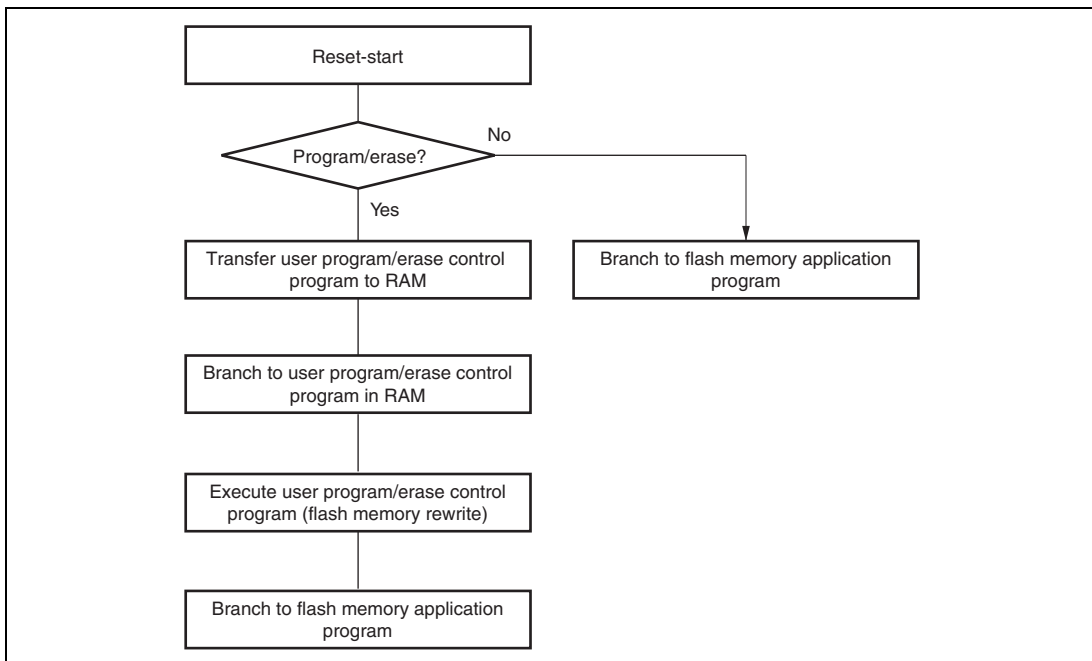 Reset-start
Program/erase?
No
Yes
Transfer user program/erase control
program to RAM
Branch to flash memory application
program
Branch to user program/erase control
program in RAM
Execute user program/erase control
program (flash memory rewrite)
Branch to flash memory application
program